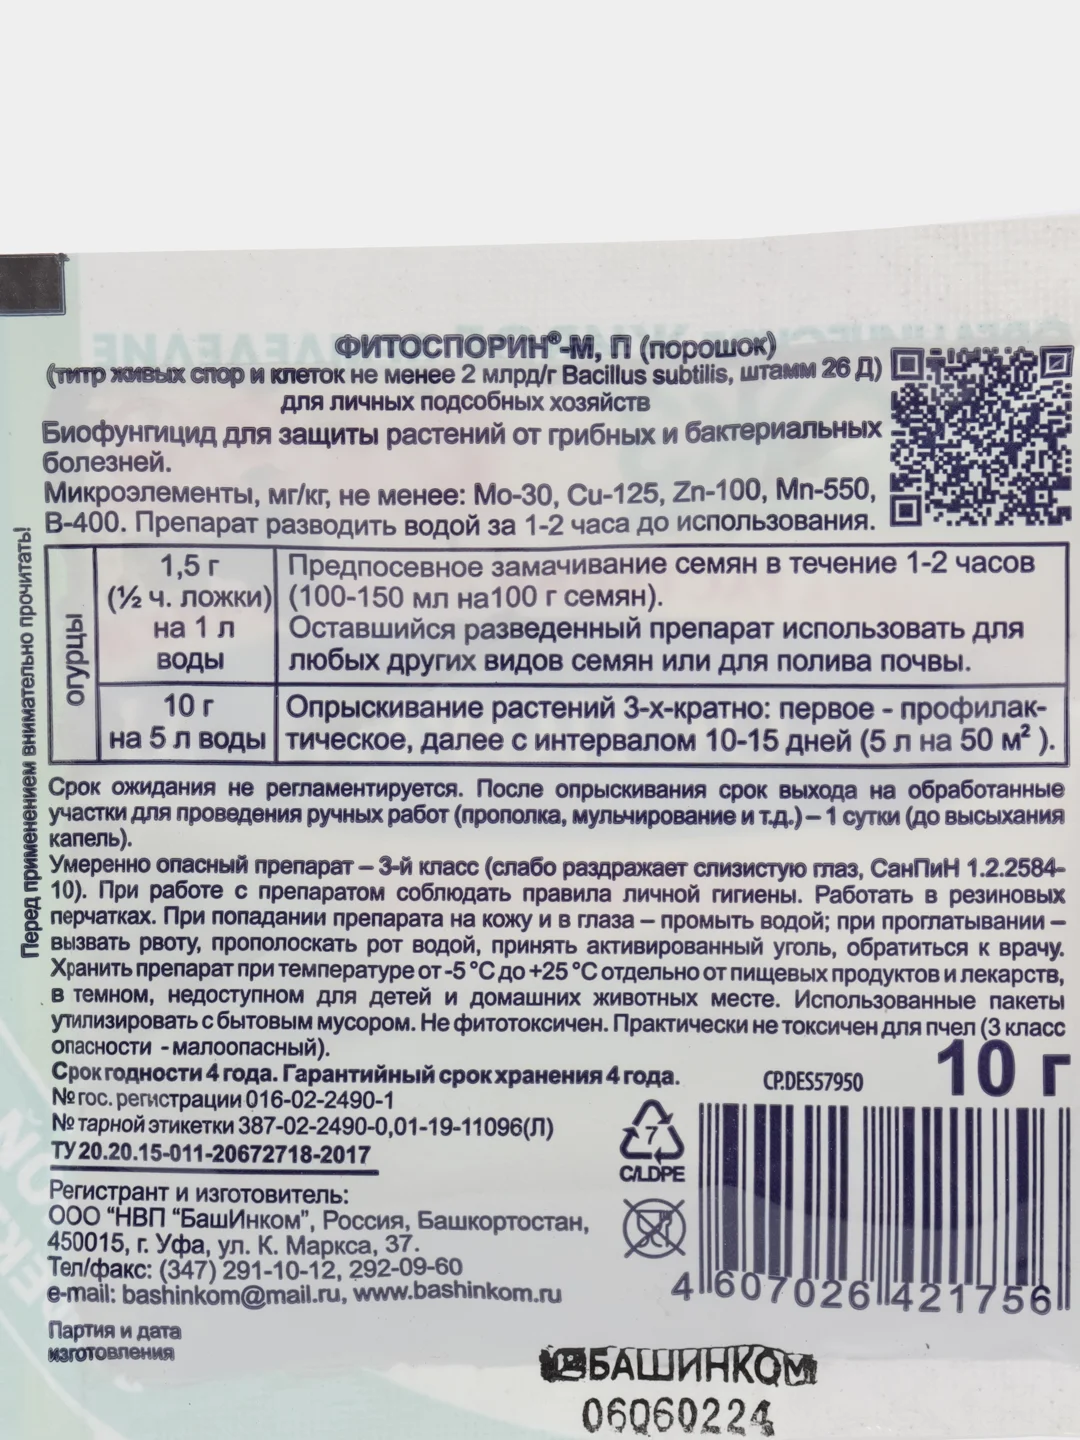 ФИТОСПОРИН®-М, П (порошок)
(титр живых спор и клеток не менее 2 млрд/г Bacillus subtilis, штамм 26 Д)
для личных подсобных хозяйств
Биофунгицид для защиты растений от грибных и бактериальных
болезней.
Микроэлементы, мг/кг, не менее: Mo-30, Cu-125, Zn-100, Mn-550,
B-400. Препарат разводить водой за 1-2 часа до использования.
Перед применением внимательно прочитать!
огурцы
1,5 г
(½ ч. ложки)
на 1 л
воды
Предпосевное замачивание семян в течение 1-2 часов
(100-150 мл на100 г семян).
Оставшийся разведенный препарат использовать для
любых других видов семян или для полива почвы.
10 г
на 5 л воды
Опрыскивание растений 3-х-кратно: первое - профилак-
тическое, далее с интервалом 10-15 дней (5 л на 50 м² ).
Срок ожидания не регламентируется. После опрыскивания срок выхода на обработанные
участки для проведения ручных работ (прополка, мульчирование и т.д.) – 1 сутки (до высыхания
капель).
Умеренно опасный препарат – 3-й класс (слабо раздражает слизистую глаз, СанПиН 1.2.2584-
10). При работе с препаратом соблюдать правила личной гигиены. Работать в резиновых
перчатках. При попадании препарата на кожу и в глаза – промыть водой; при проглатывании –
вызвать рвоту, прополоскать рот водой, принять активированный уголь, обратиться к врачу.
Хранить препарат при температуре от -5 °C до +25 °C отдельно от пищевых продуктов и лекарств,
в темном, недоступном для детей и домашних животных месте. Использованные пакеты
утилизировать с бытовым мусором. Не фитотоксичен. Практически не токсичен для пчел (3 класс
опасности - малоопасный).
Срок годности 4 года. Гарантийный срок хранения 4 года.
№ гос. регистрации 016-02-2490-1
№ тарной этикетки 387-02-2490-0,01-19-11096(Л)
ТУ 20.20.15-011-20672718-2017
CP.DES57950
10 г
7
C/LDPE
Регистрант и изготовитель:
ООО "НВП "БашИнком", Россия, Башкортостан,
450015, г. Уфа, ул. К. Маркса, 37.
Тел/факс: (347) 291-10-12, 292-09-60
e-mail: bashinkom@mail.ru, www.bashinkom.ru
4 607026 421756
Партия и дата
изготовления
БАШИНКОМ
06060224